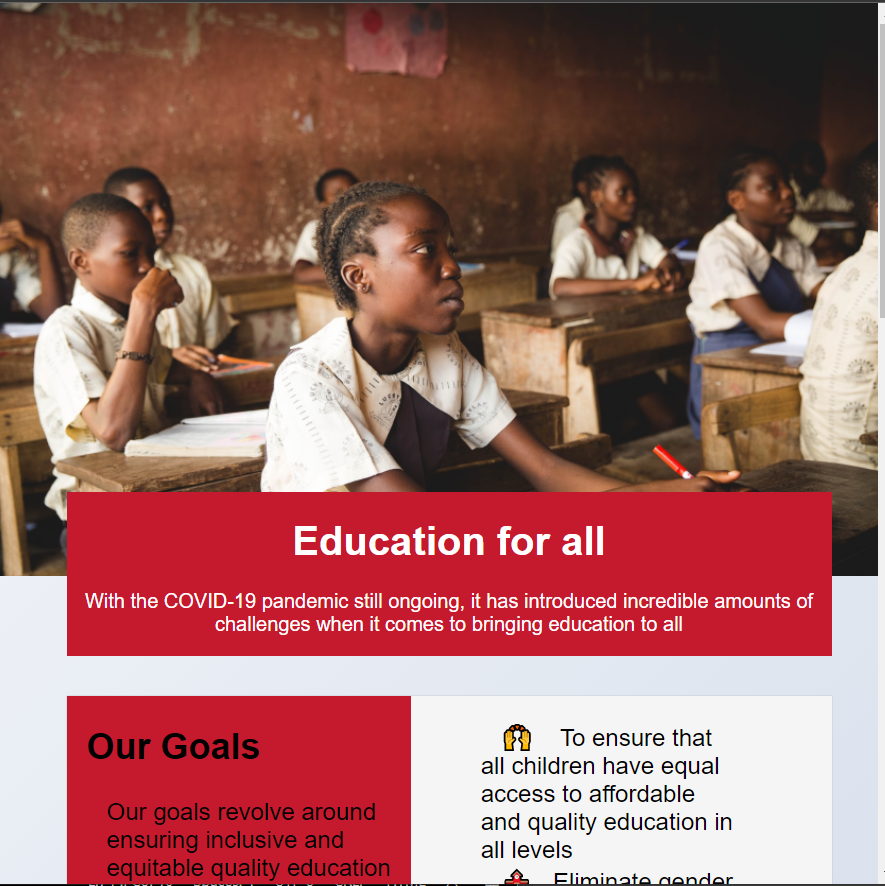 Education for all
With the COVID-19 pandemic still ongoing, it has introduced incredible amounts of
challenges when it comes to bringing education to all
Our Goals
Our goals revolve around
ensuring inclusive and
equitable quality education
To ensure that
all children have equal
access to affordable
and quality education in
all levels
Eliminate gender